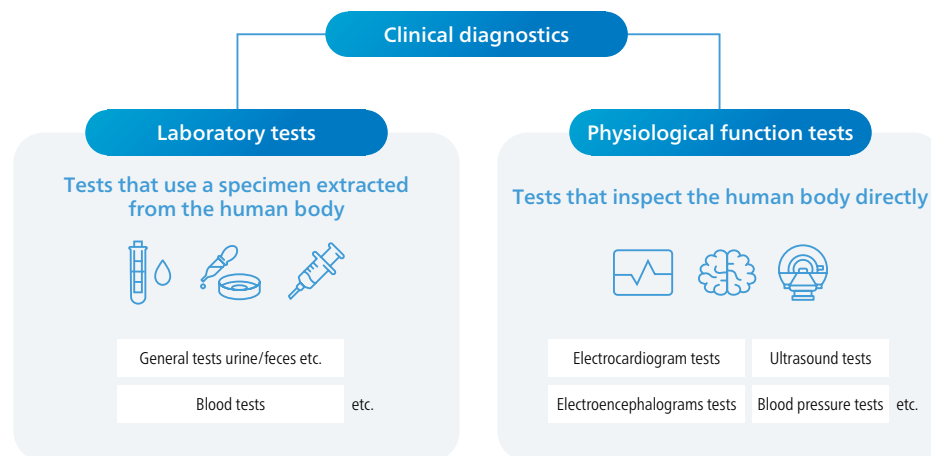 Clinical diagnostics
Laboratory tests
Tests that use a specimen extracted
from the human body
General tests urine/feces etc.
Blood tests
etc.
Physiological function tests
Tests that inspect the human body directly
Electrocardiogram tests
Ultrasound tests
Electroencephalograms tests
Blood pressure tests
etc.